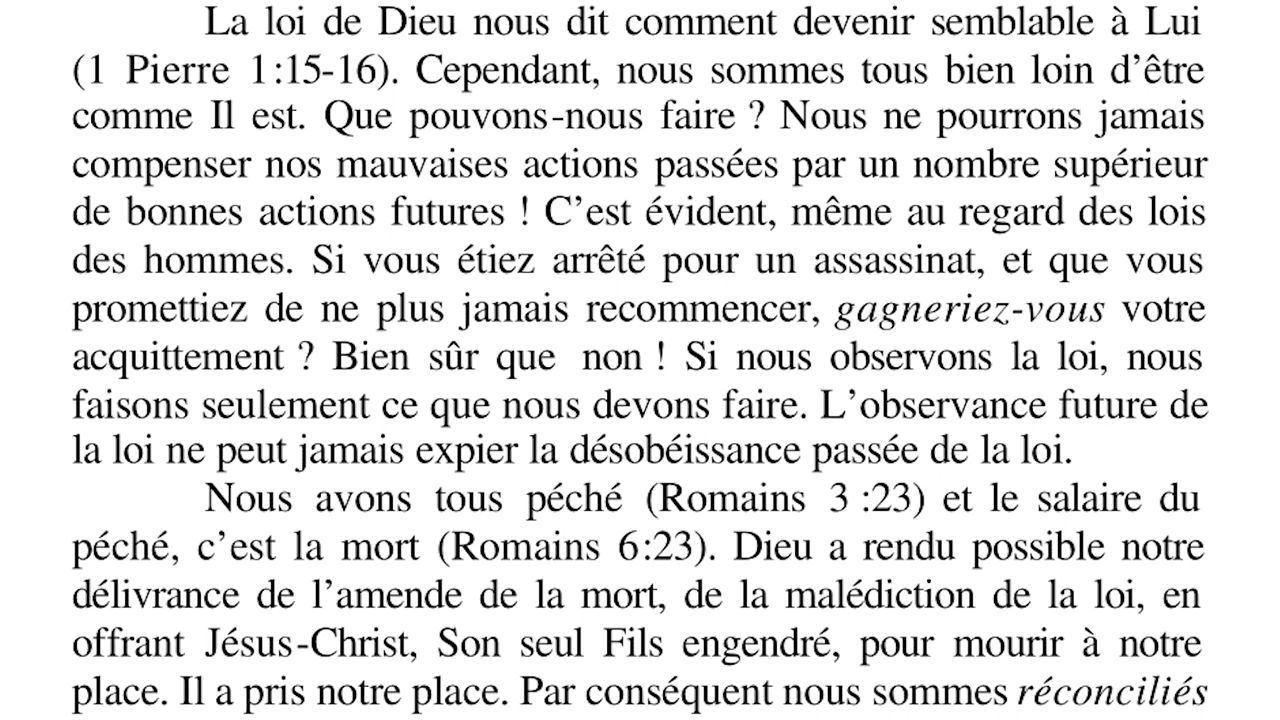 La loi de Dieu nous dit comment devenir semblable à Lui
(1 Pierre 1:15-16). Cependant, nous sommes tous bien loin d’être
comme Il est. Que pouvons-nous faire ? Nous ne pourrons jamais
compenser nos mauvaises actions passées par un nombre supérieur
de bonnes actions futures ! C’est évident, même au regard des lois
des hommes. Si vous étiez arrêté pour un assassinat, et que vous
promettiez de ne plus jamais recommencer, gagneriez-vous votre
acquittement ? Bien sûr que non ! Si nous observons la loi, nous
faisons seulement ce que nous devons faire. L’observance future de
la loi ne peut jamais expier la désobéissance passée de la loi.
Nous avons tous péché (Romains 3 :23) et le salaire du
péché, c’est la mort (Romains 6:23). Dieu a rendu possible notre
délivrance de l’amende de la mort, de la malédiction de la loi, en
offrant Jésus-Christ, Son seul Fils engendré, pour mourir à notre
place. Il a pris notre place. Par conséquent nous sommes réconciliés